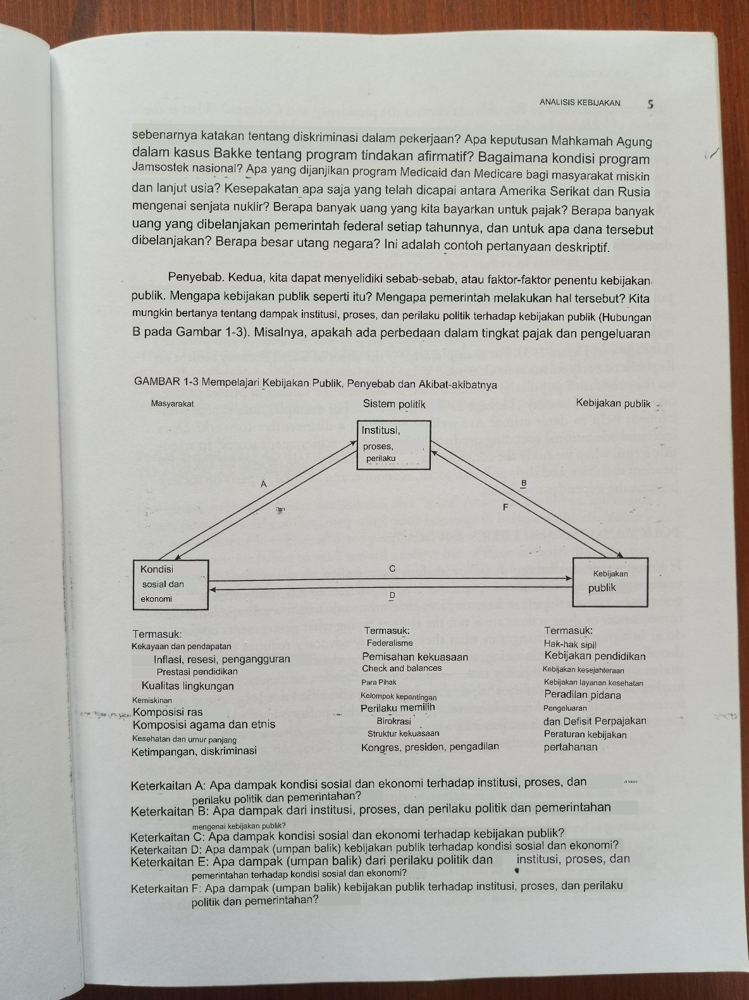 ANALISIS KEBIJAKAN 5
sebenarnya katakan tentang diskriminasi dalam pekerjaan? Apa keputusan Mahkamah Agung
dalam kasus Bakke tentang program tindakan afirmatif? Bagaimana kondisi program
Jamsostek nasional? Apa yang dijanjikan program Medicaid dan Medicare bagi masyarakat miskin
dan lanjut usia? Kesepakatan apa saja yang telah dicapai antara Amerika Serikat dan Rusia
mengenai senjata nuklir? Berapa banyak uang yang kita bayarkan untuk pajak? Berapa banyak
uang yang dibelanjakan pemerintah federal setiap tahunnya, dan untuk apa dana tersebut
dibelanjakan? Berapa besar utang negara? Ini adalah contoh pertanyaan deskriptif.
Penyebab. Kedua, kita dapat menyelidiki sebab-sebab, atau faktor-faktor penentu kebijakan
publik. Mengapa kebijakan publik seperti itu? Mengapa pemerintah melakukan hal tersebut? Kita
mungkin bertanya tentang dampak institusi, proses, dan perilaku politik terhadap kebijakan publik (Hubungan
B pada Gambar 1-3). Misalnya, apakah ada perbedaan dalam tingkat pajak dan pengeluaran
GAMBAR 1-3 Mempelajari Kebijakan Publik, Penyebab dan Akibat-akibatnya
Masyarakat
Sistem politik
Kebijakan publik
Institusi,
proses,
perilaku
A
B
F
Kondisi
sosial dan
ekonomi
C
D
Kebijakan
publik
Termasuk:
Kekayaan dan pendapatan
Inflasi, resesi, pengangguran
Prestasi pendidikan
Kualitas lingkungan
Kemiskinan
Komposisi ras
Komposisi agama dan etnis
Kesehatan dan umur panjang
Ketimpangan, diskriminasi
Termasuk:
Federalisme
Pemisahan kekuasaan
Check and balances
Para Pihak
Kelompok kepentingan
Perilaku memilih
Birokrasi
Struktur kekuasaan
Kongres, presiden, pengadilan
Termasuk:
Hak-hak sipil
Kebijakan pendidikan
Kebijakan kesejahteraan
Kebijakan layanan kesehatan
Peradilan pidana
Pengeluaran
dan Defisit Perpajakan
Peraturan kebijakan
pertahanan
Keterkaitan A: Apa dampak kondisi sosial dan ekonomi terhadap institusi, proses, dan
perilaku politik dan pemerintahan?
Keterkaitan B: Apa dampak dari institusi, proses, dan perilaku politik dan pemerintahan
mengenai kebijakan publik?
Keterkaitan C: Apa dampak kondisi sosial dan ekonomi terhadap kebijakan publik?
Keterkaitan D: Apa dampak (umpan balik) kebijakan publik terhadap kondisi sosial dan ekonomi?
Keterkaitan E: Apa dampak (umpan balik) dari perilaku politik dan institusi, proses, dan
pemerintahan terhadap kondisi sosial dan ekonomi?
Keterkaitan F: Apa dampak (umpan balik) kebijakan publik terhadap institusi, proses, dan perilaku
politik dan pemerintahan?